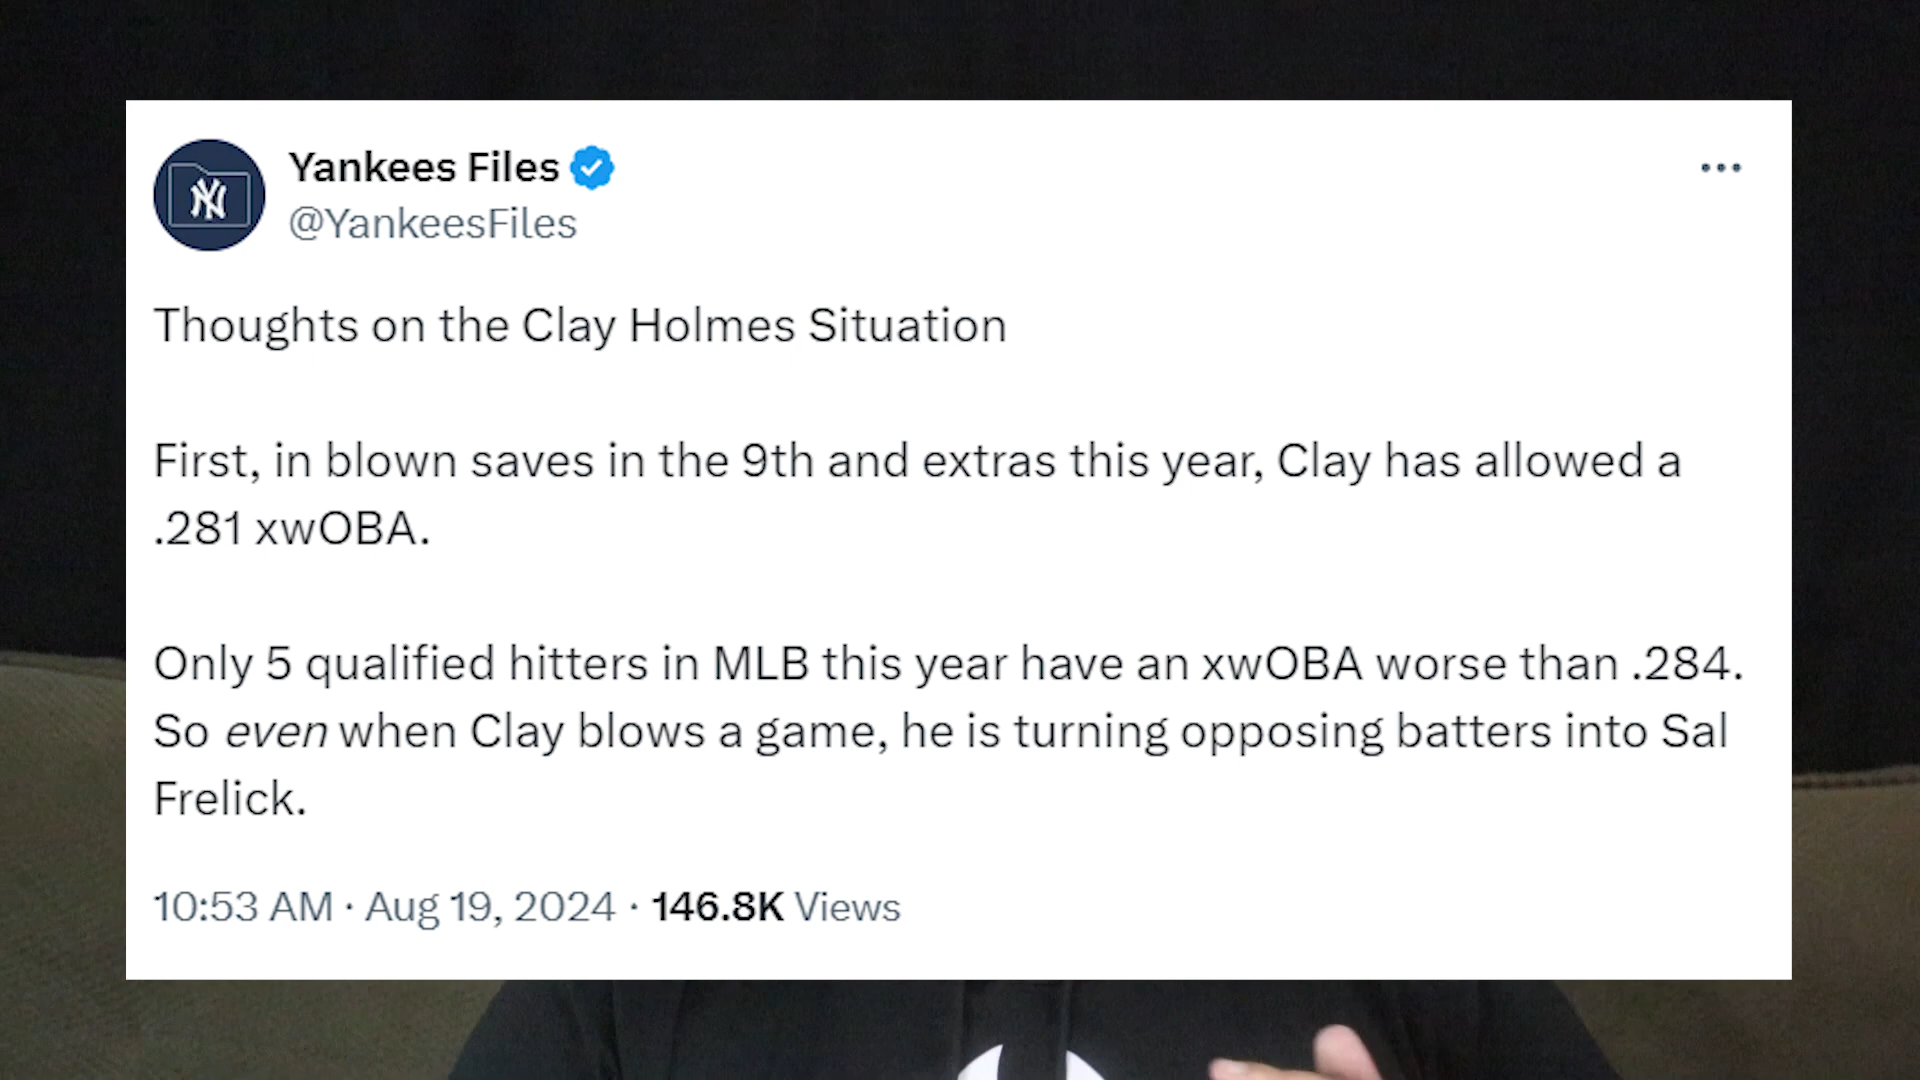 Yankees Files
@YankeesFiles
Thoughts on the Clay Holmes Situation
First, in blown saves in the 9th and extras this year, Clay has allowed a
.281 xwOBA.
Only 5 qualified hitters in MLB this year have an xwOBA worse than .284.
So even when Clay blows a game, he is turning opposing batters into Sal
Frelick.
10:53 AM · Aug 19, 2024 · 146.8K Views